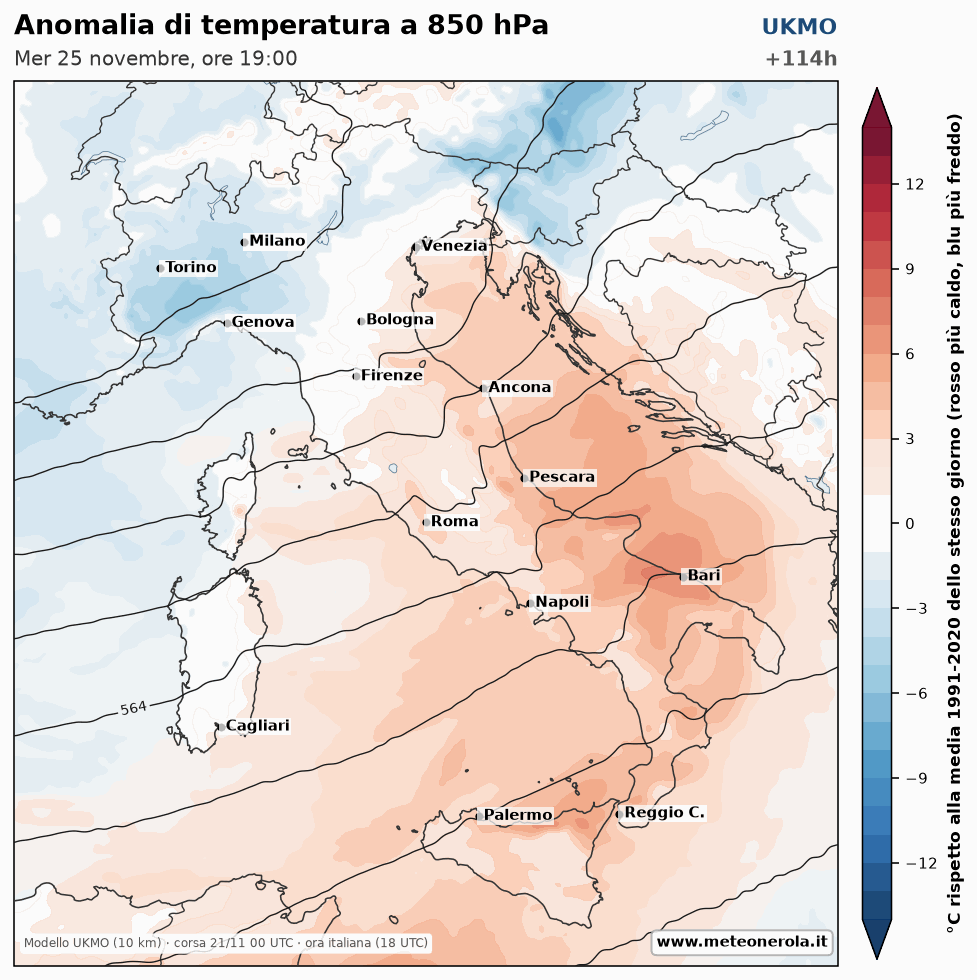 Anomalia di temperatura a 850 hPa
UKMO
Mer 25 novembre, ore 19:00
+114h
Milano
Venezia
Torino
Genova
Bologna
Firenze
Ancona
Pescara
Roma
Bari
Napoli
564
Cagliari
Palermo
Reggio C.
Modello UKMO (10 km) · corsa 21/11 00 UTC · ora italiana (18 UTC)
www.meteonerola.it
12
9
6
3
0
−3
−6
−9
−12
°C rispetto alla media 1991-2020 dello stesso giorno (rosso più caldo, blu più freddo)